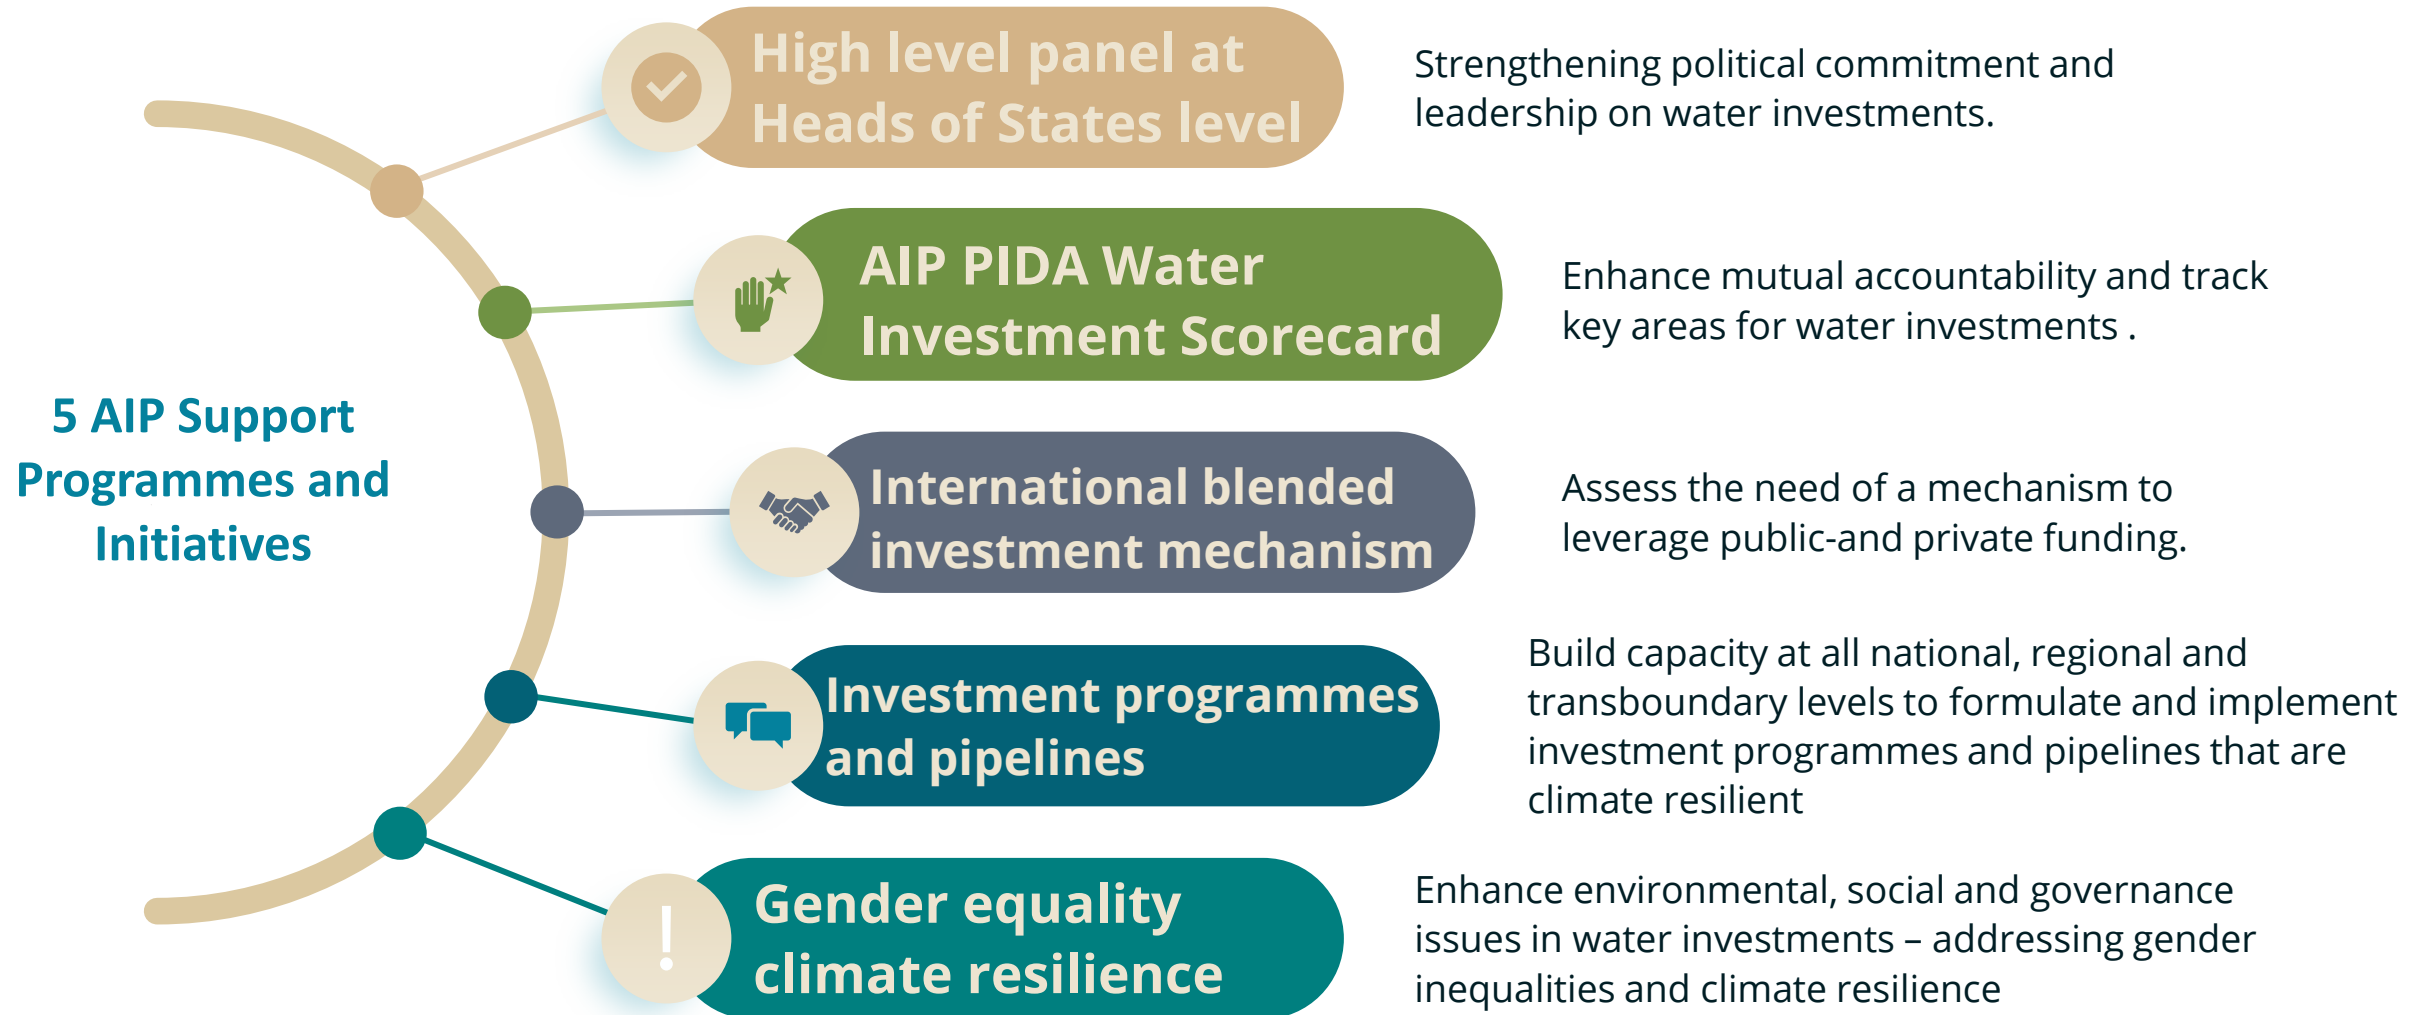 5 AIP Support
Programmes and
Initiatives
High level panel at
Heads of States level
Strengthening political commitment and
leadership on water investments.
AIP PIDA Water
Investment Scorecard
Enhance mutual accountability and track
key areas for water investments .
International blended
investment mechanism
Assess the need of a mechanism to
leverage public-and private funding.
Investment programmes
and pipelines
Build capacity at all national, regional and
transboundary levels to formulate and implement
investment programmes and pipelines that are
climate resilient
Gender equality
climate resilience
Enhance environmental, social and governance
issues in water investments – addressing gender
inequalities and climate resilience